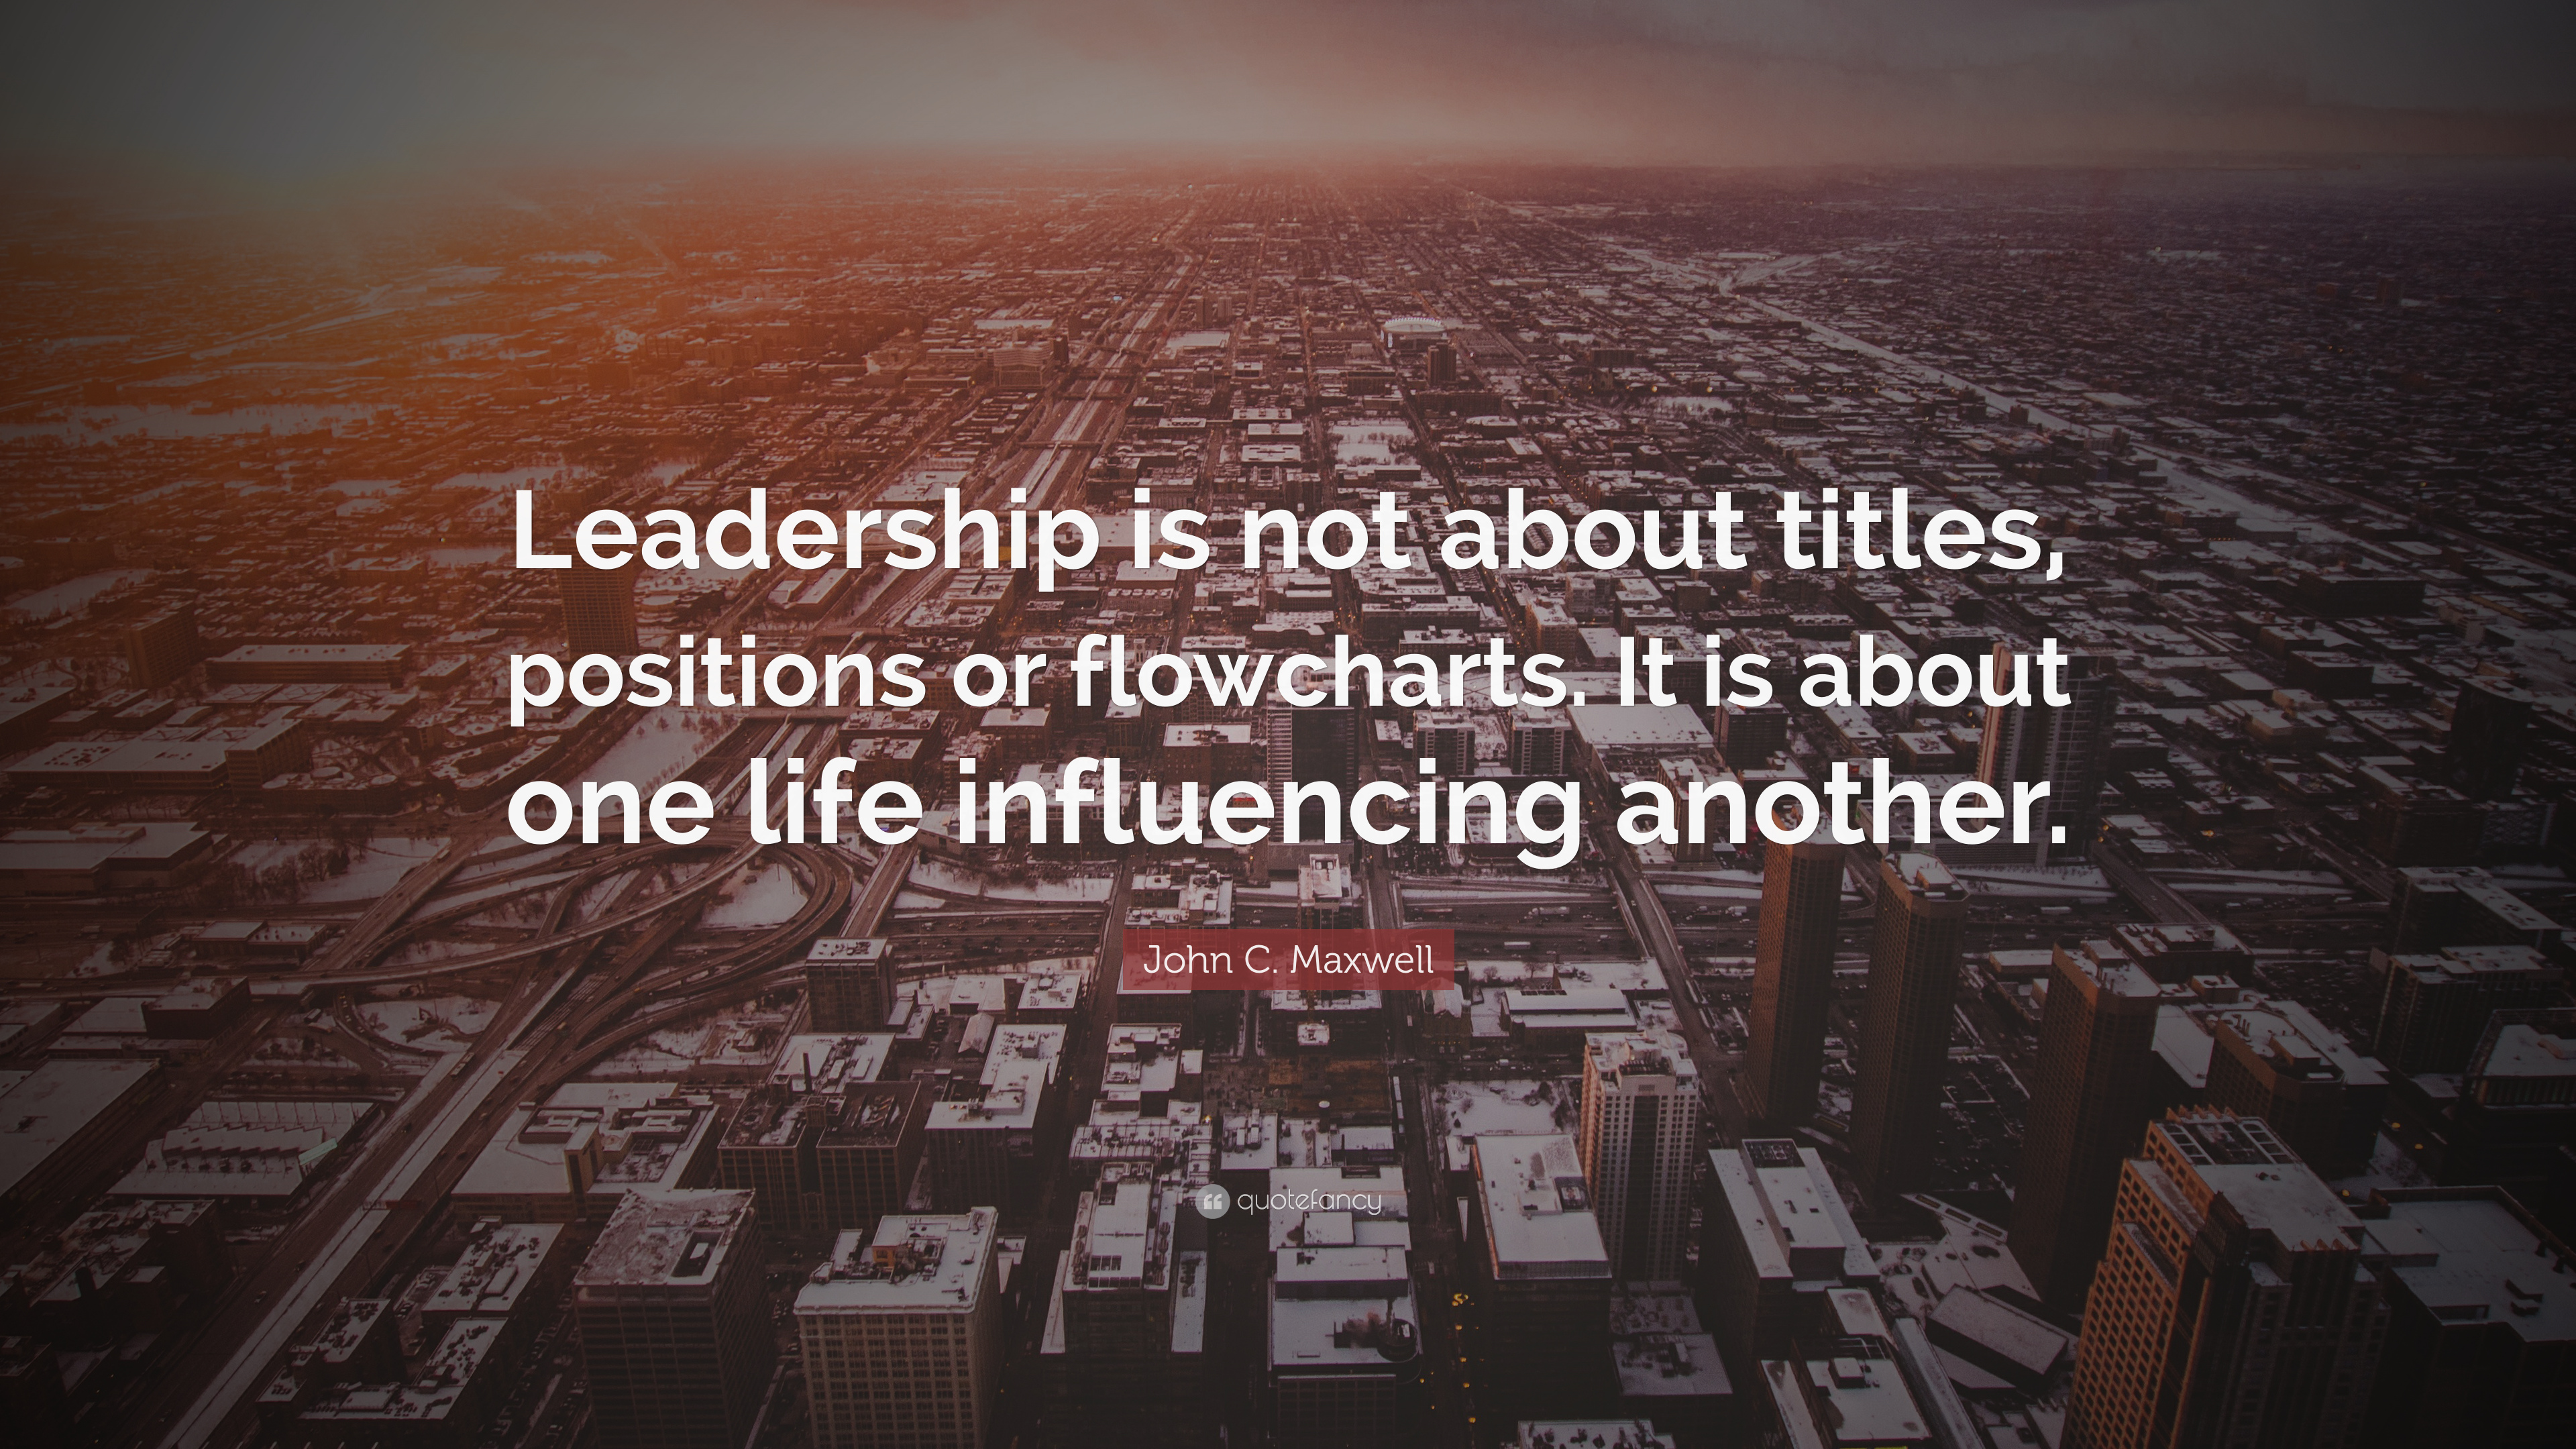 Leadership is not about titles,
positions or flowcharts. It is about
one life influencing another.
John C. Maxwell
quotefancy